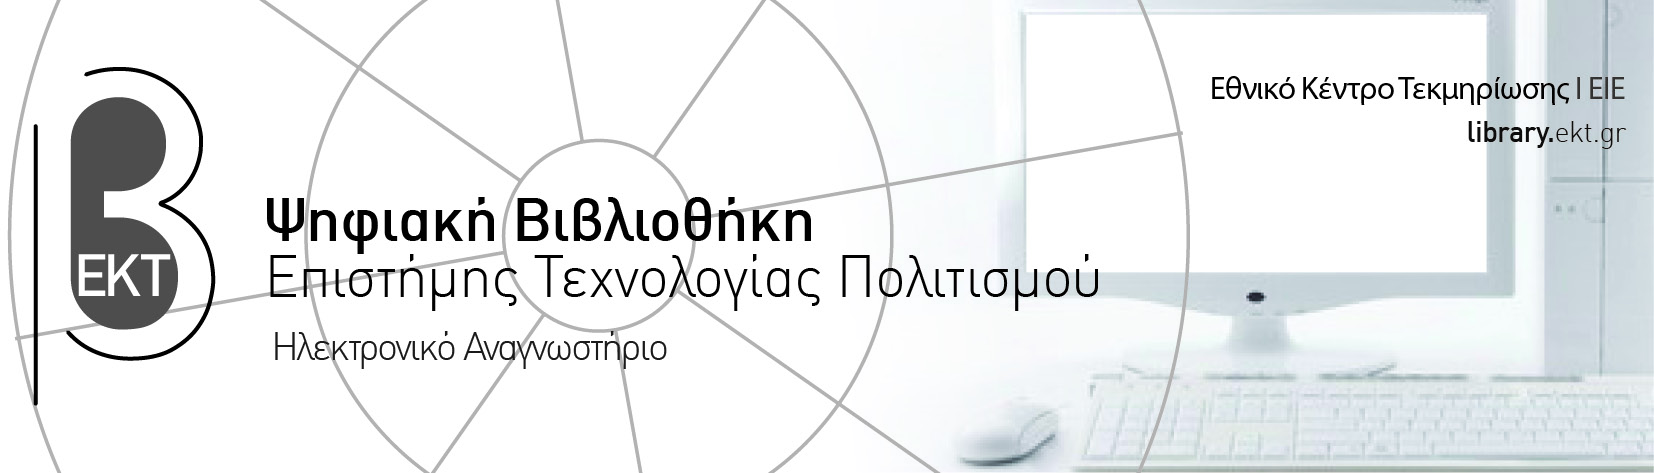 Εθνικό Κέντρο Τεκμηρίωσης | ΕΙΕ
library.ekt.gr
ΕΚΤ
Ψηφιακή Βιβλιοθήκη
Επιστήμης Τεχνολογίας Πολιτισμού
Ηλεκτρονικό Αναγνωστήριο